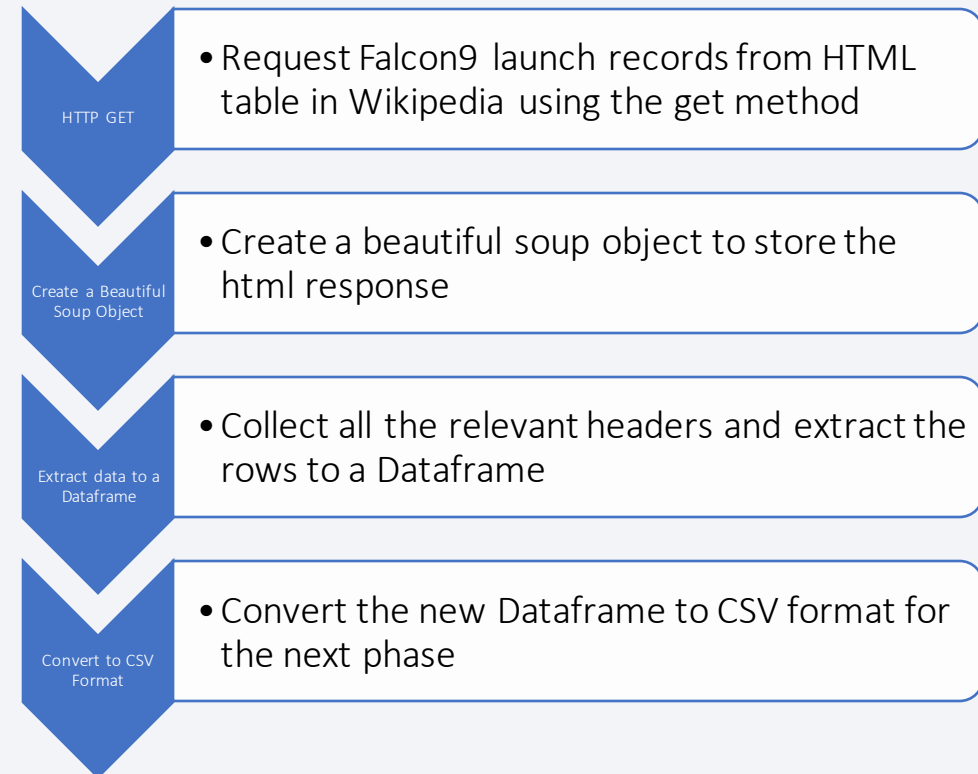 HTTP GET
• Request Falcon9 launch records from HTML
table in Wikipedia using the get method
Create a Beautiful
Soup Object
• Create a beautiful soup object to store the
html response
Extract data to a
Dataframe
• Collect all the relevant headers and extract the
rows to a Dataframe
Convert to CSV
Format
• Convert the new Dataframe to CSV format for
the next phase